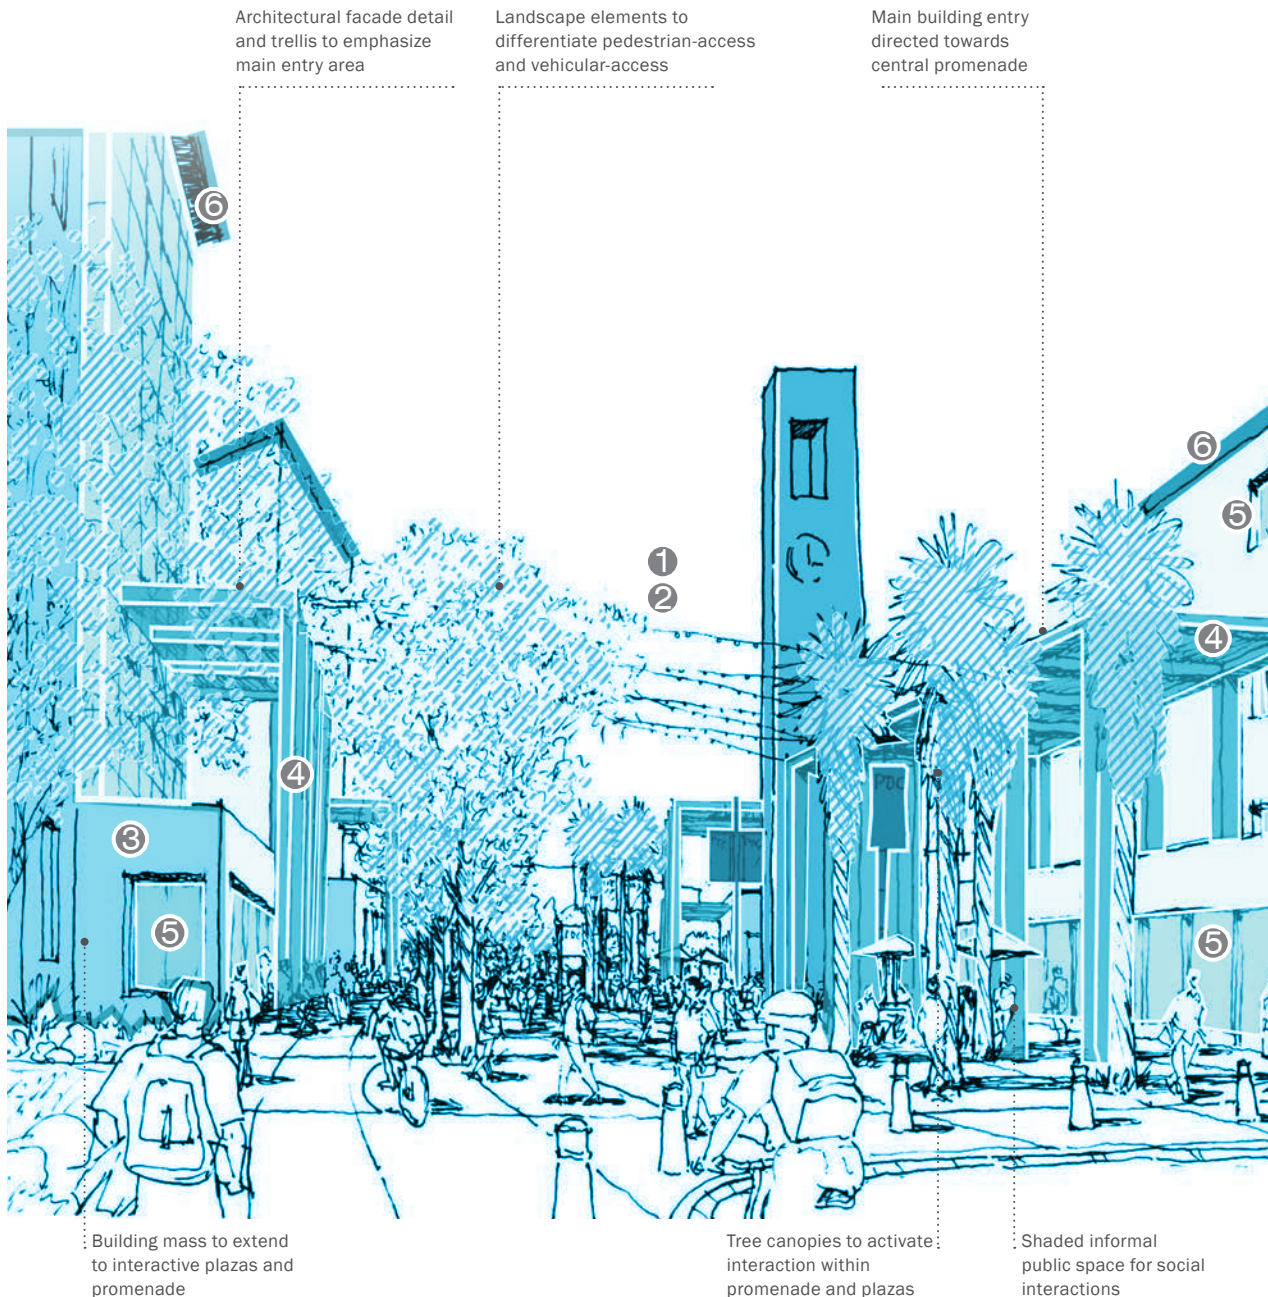 Architectural facade detail
and trellis to emphasize
main entry area
Landscape elements to
differentiate pedestrian-access
and vehicular-access
Main building entry
directed towards
central promenade
6
6
5
1
2
4
4
PDC
3
5
5
Building mass to extend
to interactive plazas and
promenade
Tree canopies to activate
interaction within
promenade and plazas
Shaded informal
public space for social
interactions